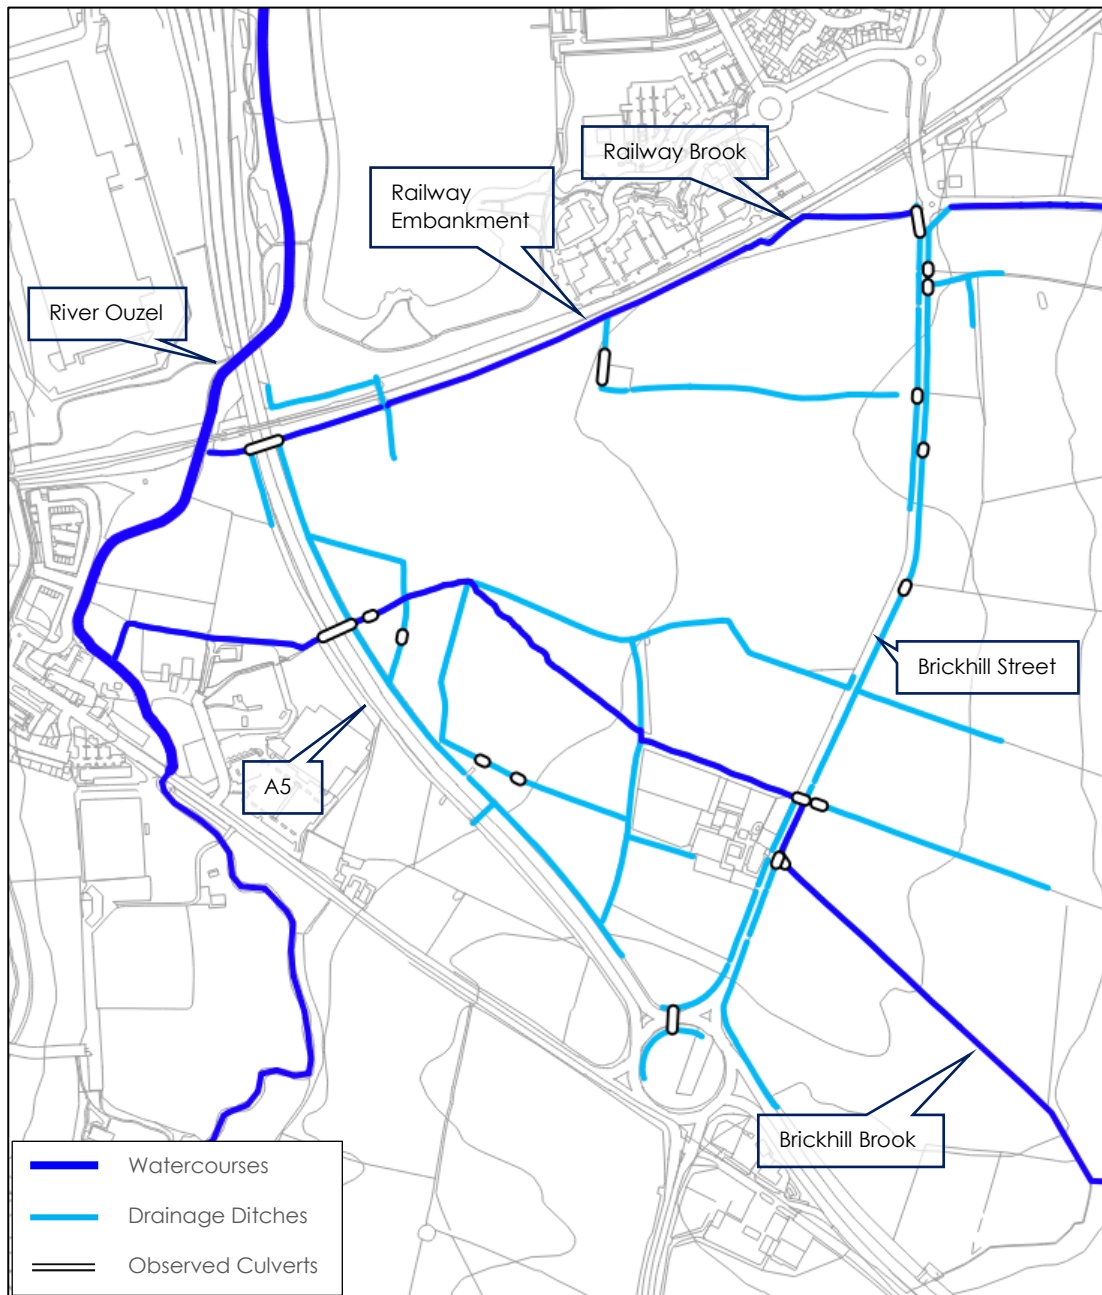 Railway Brook
Railway
Embankment
River Ouzel
Brickhill Street
A5
Brickhill Brook
Watercourses
Drainage Ditches
Observed Culverts